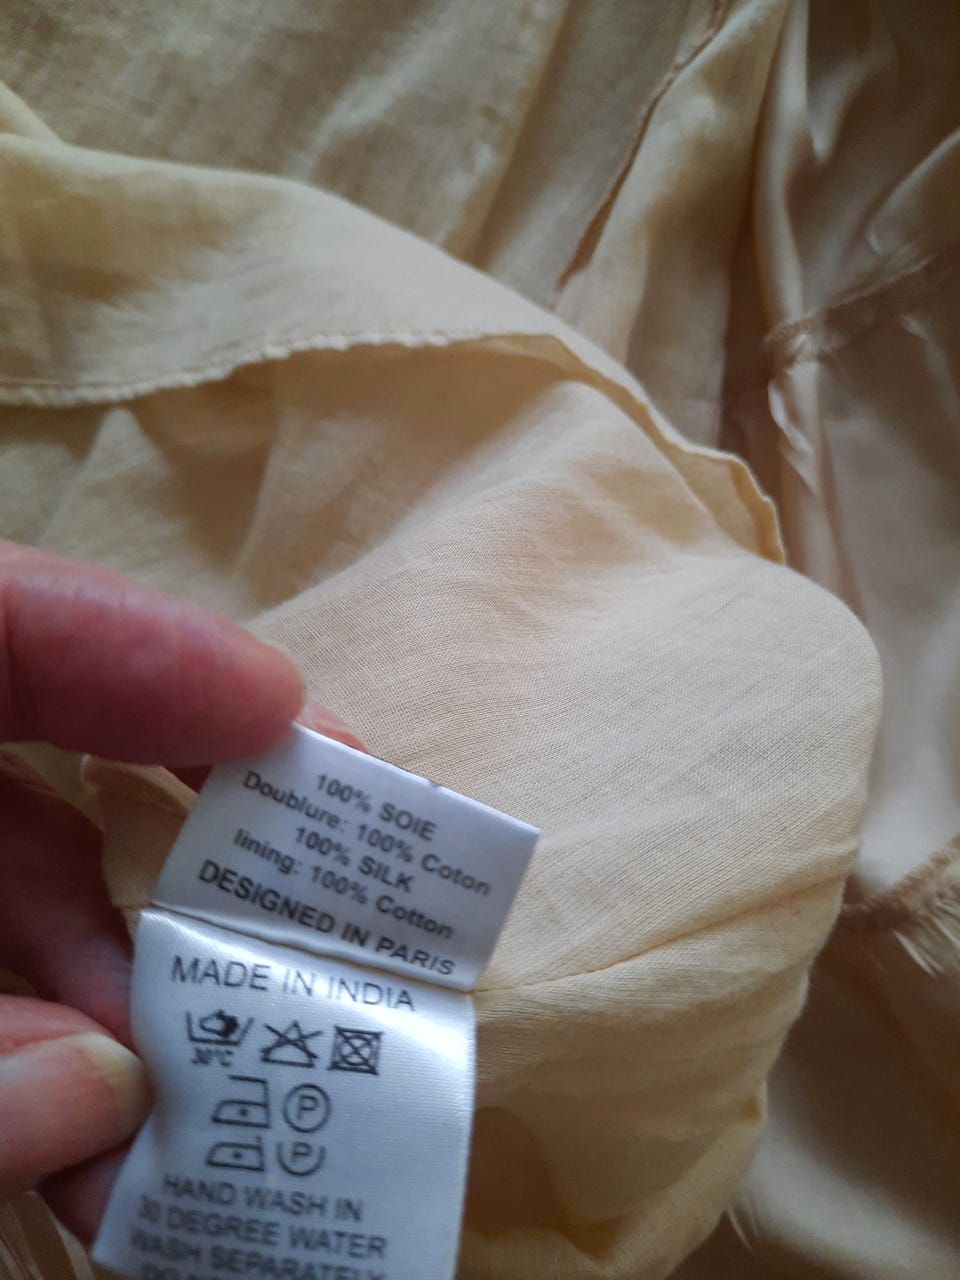 100% SOIE
Doublure: 100% Coton
100% SILK
lining: 100% Cotton
DESIGNED IN PARIS
MADE IN INDIA
30°C
P
P
HAND WASH IN
30 DEGREE WATER
WASH SEPARATELY